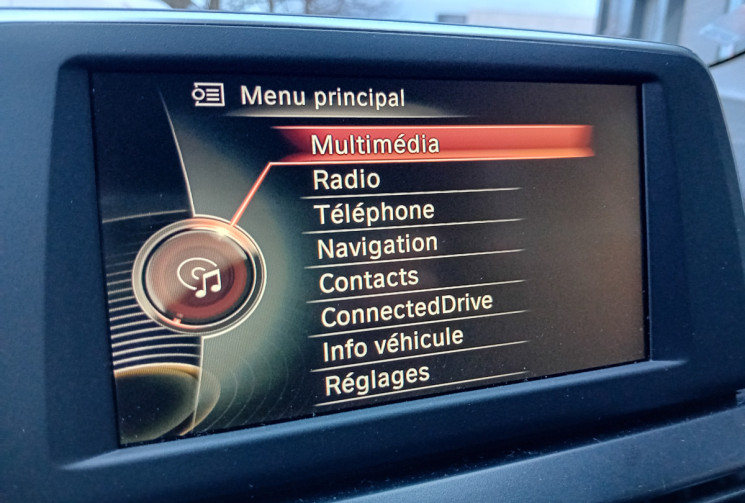 Menu principal
Multimédia
Radio
Téléphone
Navigation
Contacts
ConnectedDrive
Info véhicule
Réglages